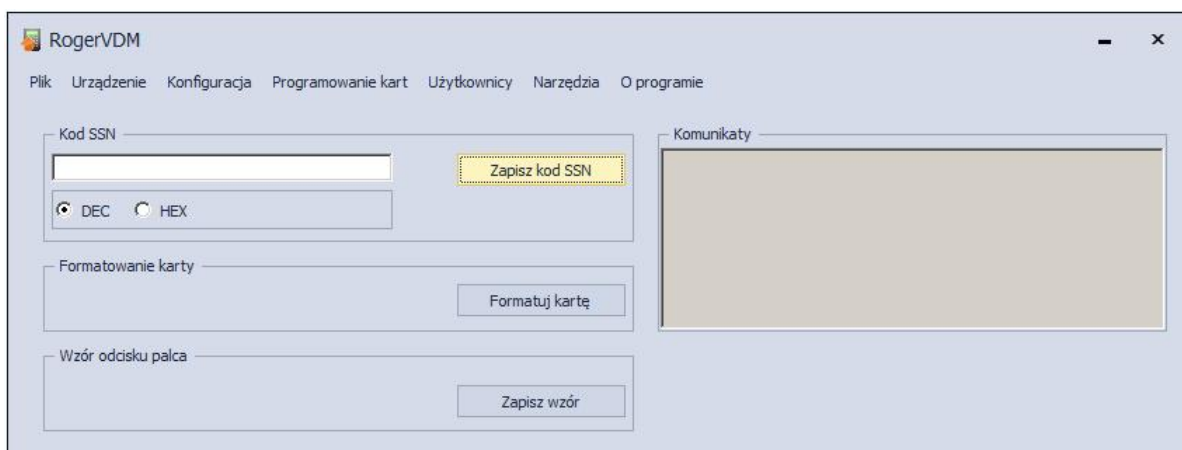 RogerVDM
Plik Urządzenie Konfiguracja Programowanie kart Użytkownicy Narzędzia O programie
Kod SSN
Zapisz kod SSN
DEC HEX
Formatowanie karty
Formatuj kartę
Wzór odcisku palca
Zapisz wzór
Komunikaty